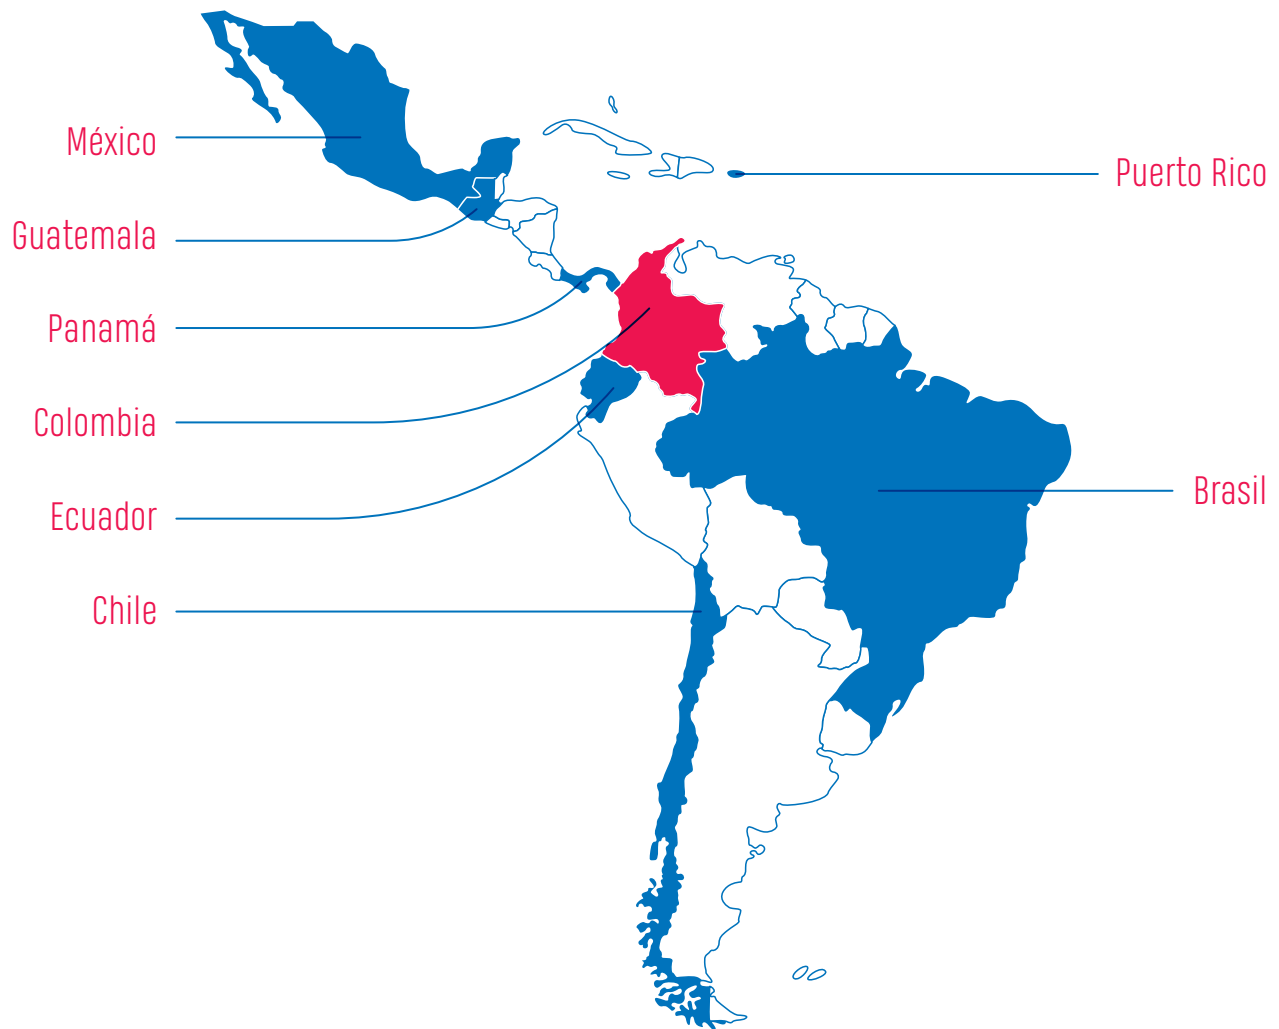 México
Puerto Rico
Guatemala
Panamá
Colombia
Brasil
Ecuador
Chile